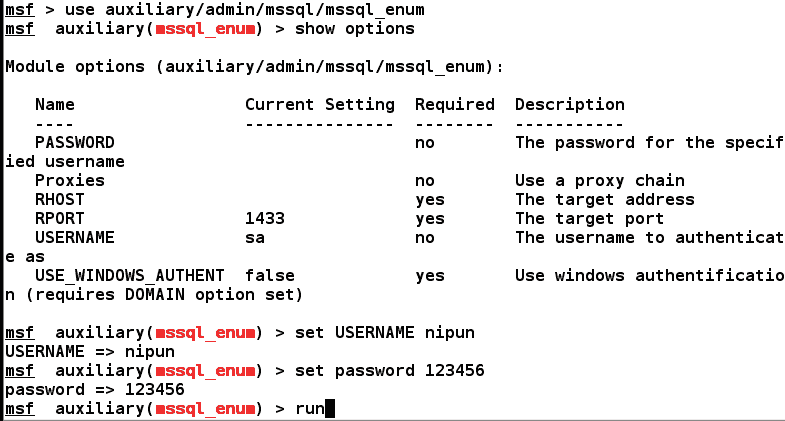 msf > use auxiliary/admin/mssql/mssql_enum
msf  auxiliary(mssql_enum) > show options

Module options (auxiliary/admin/mssql/mssql_enum):

   Name                 Current Setting  Required  Description
   ----                 ---------------  --------  -----------
   PASSWORD                              no        The password for the specif
ied username
   Proxies                               no        Use a proxy chain
   RHOST                                 yes       The target address
   RPORT                1433             yes       The target port
   USERNAME             sa               no        The username to authenticat
e as
   USE_WINDOWS_AUTHENT  false            yes       Use windows authentificatio
n (requires DOMAIN option set)

msf  auxiliary(mssql_enum) > set USERNAME nipun
USERNAME => nipun
msf  auxiliary(mssql_enum) > set password 123456
password => 123456
msf  auxiliary(mssql_enum) > run